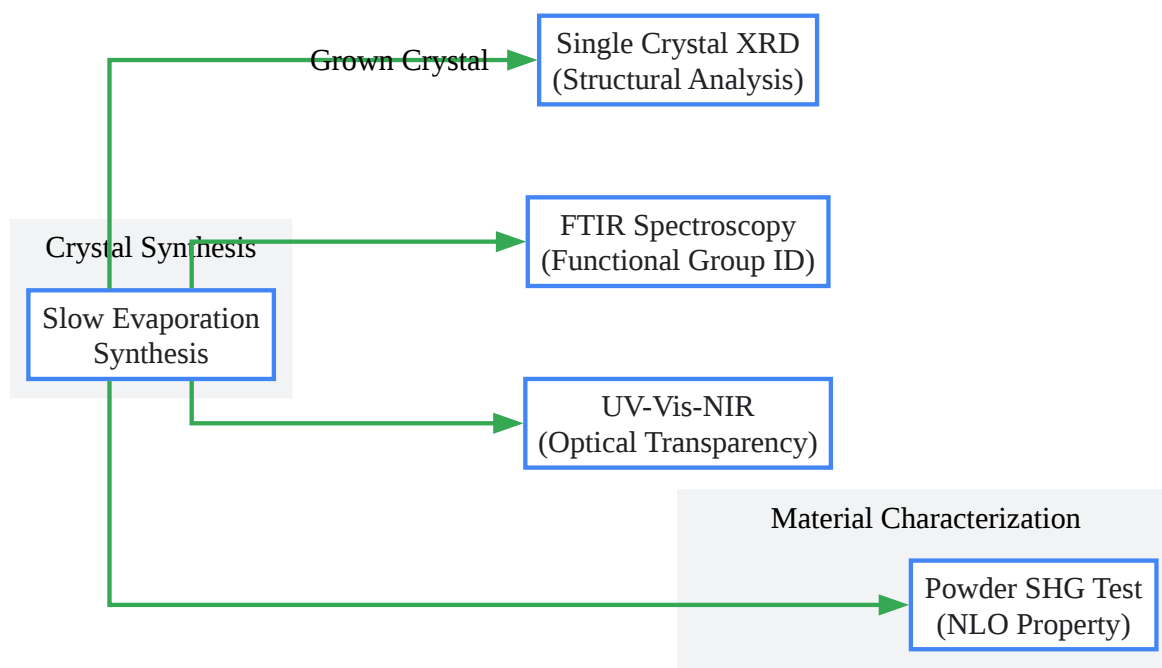 Grown Crystal
Single Crystal XRD
(Structural Analysis)
FTIR Spectroscopy
(Functional Group ID)
Crystal Synthesis
Slow Evaporation
Synthesis
UV-Vis-NIR
(Optical Transparency)
Material Characterization
Powder SHG Test
(NLO Property)